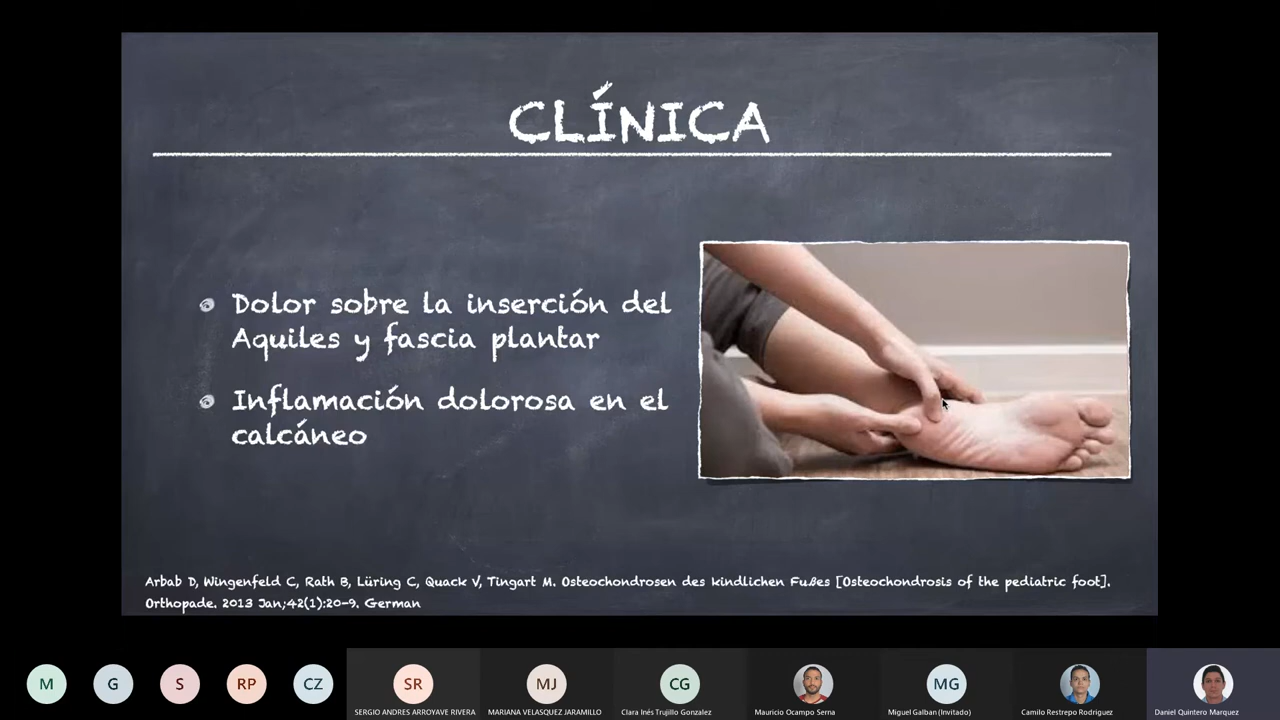 CLÍNICA
Dolor sobre la inserción del
Aquiles y fascia plantar
Inflamación dolorosa en el
calcáneo
Arbab D, Wingenfeld C, Rath B, Lüring C, Quack V, Tingart M. Osteochondrosen des kindlichen Fußes [Osteochondrosis of the pediatric foot].
Orthopade. 2013 Jan;42(1):20-9. German
M G S RP CZ SR MJ CG MG
SERGIO ANDRES ARROYAVE RIVERA MARIANA VELASQUEZ JARAMILLO Clara Inés Trujillo Gonzalez Mauricio Ocampo Serna Miguel Galban (Invitado) Camilo Restrepo Rodriguez Daniel Quintero Marquez